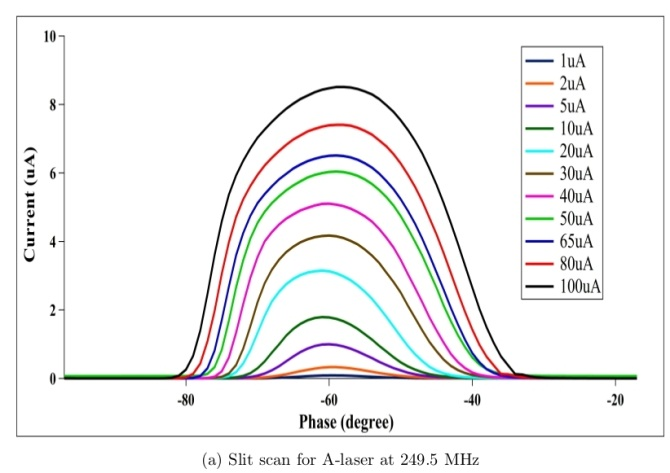 10
8
6
4
2
0
Current (uA)
-80
-60
-40
-20
Phase (degree)
1uA
2uA
5uA
10uA
20uA
30uA
40uA
50uA
65uA
80uA
100uA
(a) Slit scan for A-laser at 249.5 MHz